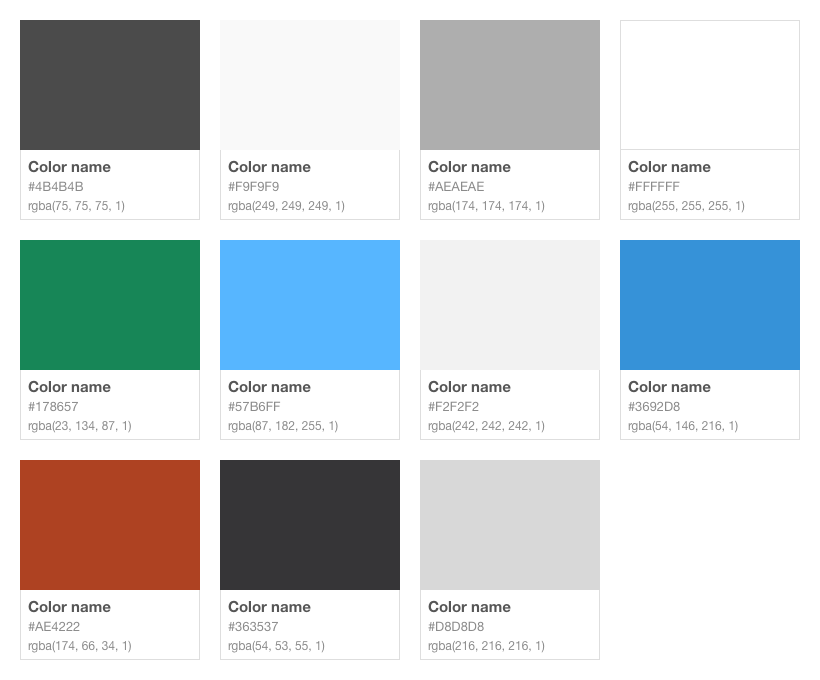 Color name
#4B4B4B
rgba(75, 75, 75, 1)
Color name
#F9F9F9
rgba(249, 249, 249, 1)
Color name
#AEAEAE
rgba(174, 174, 174, 1)
Color name
#FFFFFF
rgba(255, 255, 255, 1)
Color name
#178657
rgba(23, 134, 87, 1)
Color name
#57B6FF
rgba(87, 182, 255, 1)
Color name
#F2F2F2
rgba(242, 242, 242, 1)
Color name
#3692D8
rgba(54, 146, 216, 1)
Color name
#AE4222
rgba(174, 66, 34, 1)
Color name
#363537
rgba(54, 53, 55, 1)
Color name
#D8D8D8
rgba(216, 216, 216, 1)